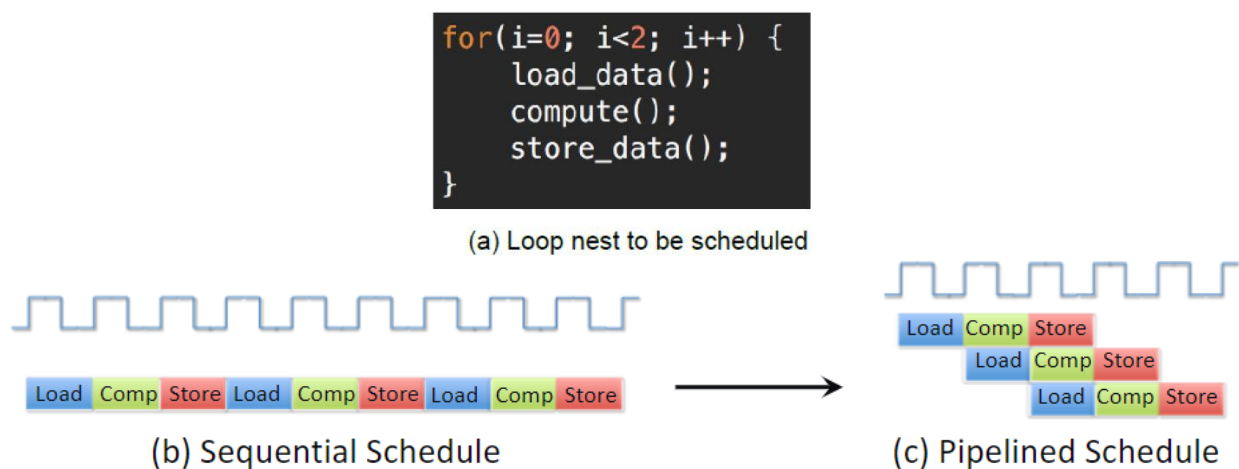 for(i=0; i<2; i++) {
load_data();
compute();
store_data();
}
(a) Loop nest to be scheduled
Load Comp Store Load Comp Store Load Comp Store
(b) Sequential Schedule
Load Comp Store
Load Comp Store
Load Comp Store
(c) Pipelined Schedule